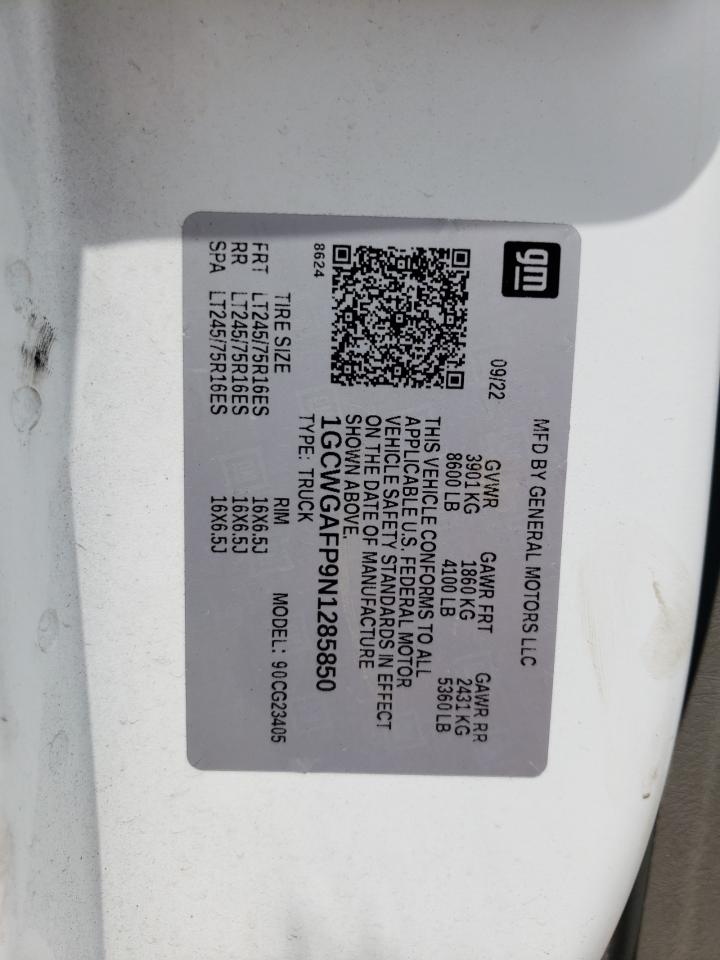 gm
MFD BY GENERAL MOTORS LLC
09/22
GVWR GAWR FRT GAWR RR
3901 KG 1860 KG 2431 KG
8600 LB 4100 LB 5360 LB
THIS VEHICLE CONFORMS TO ALL
APPLICABLE U.S. FEDERAL MOTOR
VEHICLE SAFETY STANDARDS IN EFFECT
ON THE DATE OF MANUFACTURE
SHOWN ABOVE.
1GCWGAFP9N1285850
8624 TYPE: TRUCK
TIRE SIZE RIM MODEL: 90CG23405
FRT LT245/75R16ES 16X6.5J
RR LT245/75R16ES 16X6.5J
SPA LT245/75R16ES 16X6.5J